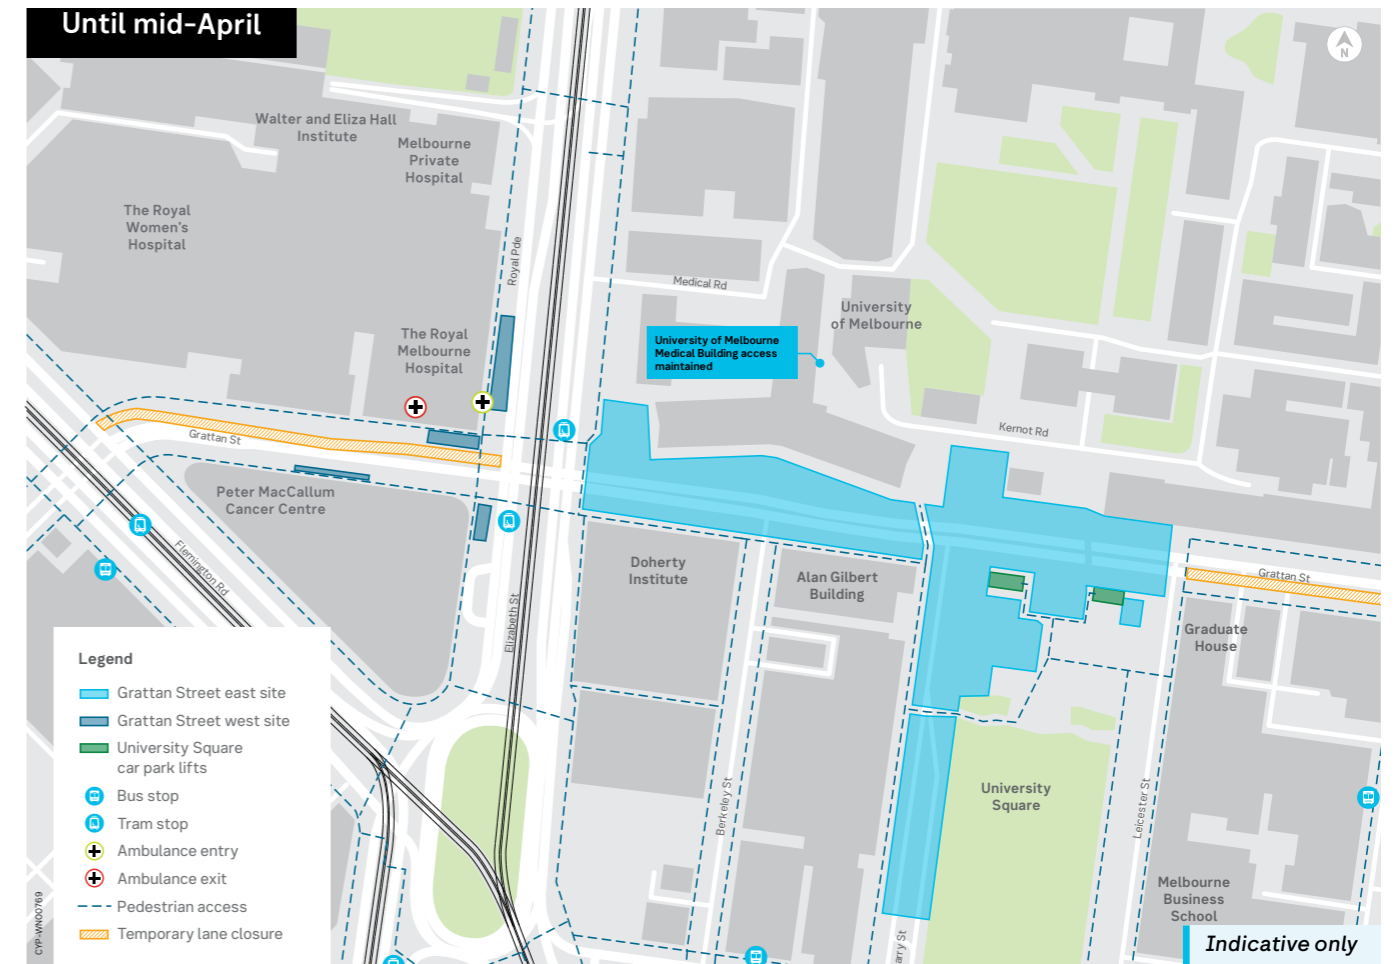 Until mid-April
N
Walter and Eliza Hall
Institute
Melbourne
Private
Hospital
The Royal
Women's
Hospital
Royal Pde
Medical Rd
University
of Melbourne
The Royal
Melbourne
Hospital
University of Melbourne
Medical Building access
maintained
Grattan St
Kernot Rd
Peter MacCallum
Cancer Centre
Flemington Rd
Elizabeth St
Doherty
Institute
Alan Gilbert
Building
Grattan St
Graduate
House
Berkeley St
University
Square
Leicester St
Melbourne
Business
School
arry St
Legend
Grattan Street east site
Grattan Street west site
University Square
car park lifts
Bus stop
Tram stop
Ambulance entry
Ambulance exit
Pedestrian access
Temporary lane closure
CYP-WN00769
Indicative only